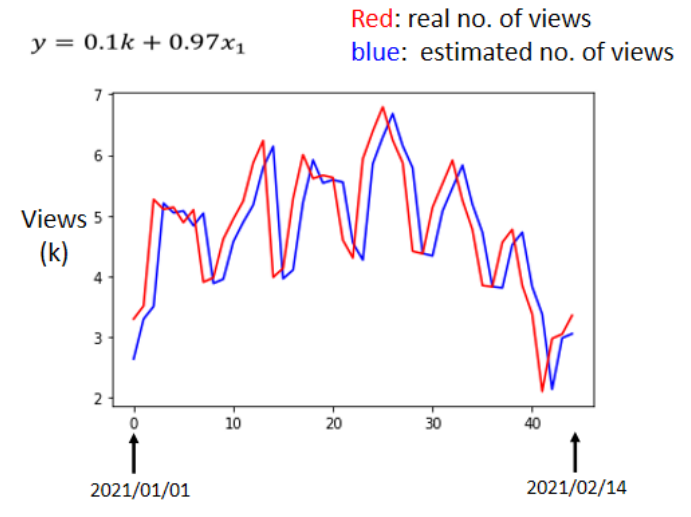 Red: real no. of views
y = 0.1k + 0.97x₁
blue: estimated no. of views
7
6
Views
5
(k)
4
3
2
0 10 20 30 40
2021/01/01
2021/02/14